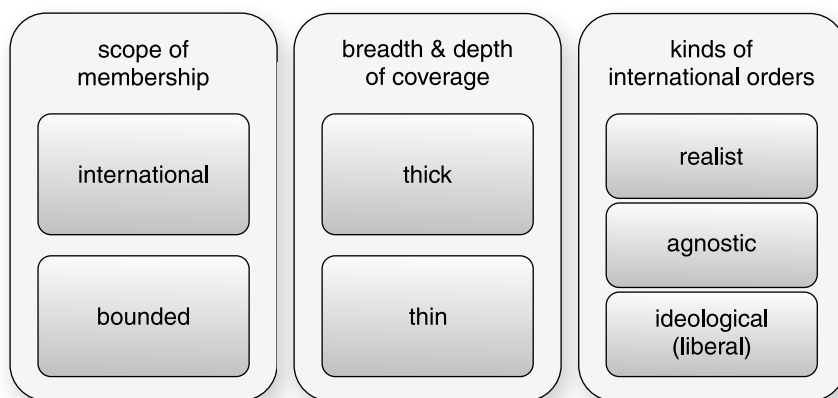 scope of
membership
international
bounded
breadth & depth
of coverage
thick
thin
kinds of
international orders
realist
agnostic
ideological
(liberal)